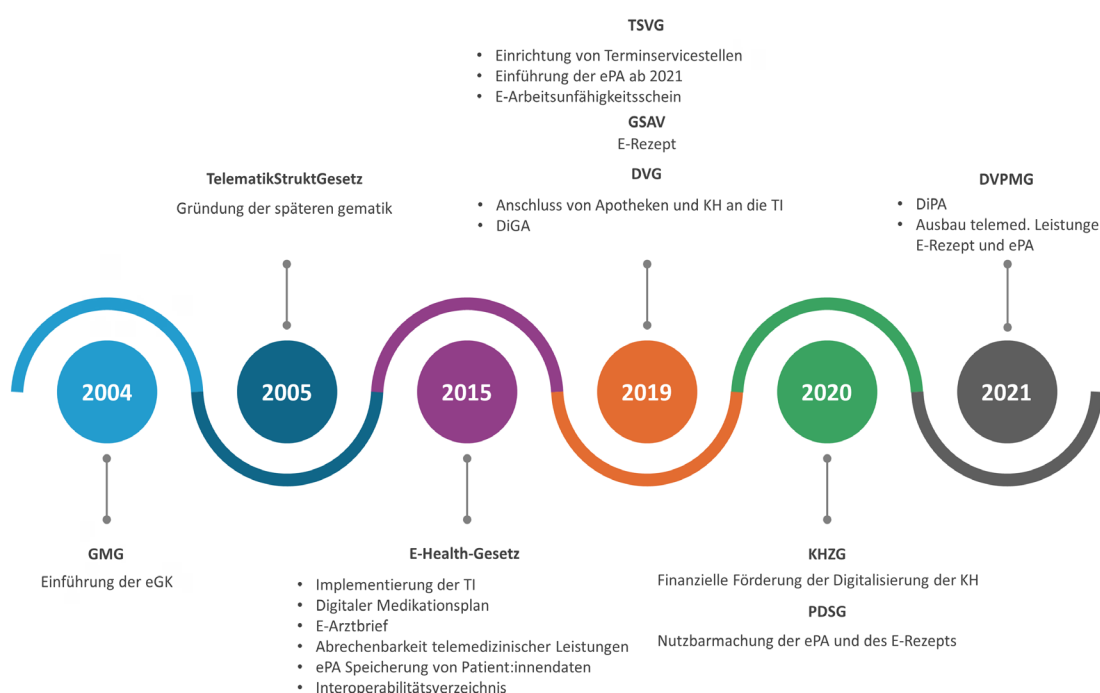 TSVG
• Einrichtung von Terminservicestellen
• Einführung der ePA ab 2021
• E-Arbeitsunfähigkeitsschein
GSAV
E-Rezept
DVG
• Anschluss von Apotheken und KH an die TI
• DiGA
TelematikStruktGesetz
Gründung der späteren gematik
DVPMG
• DiPA
• Ausbau telemed. Leistunge
E-Rezept und ePA
2004
2005
2015
2019
2020
2021
GMG
Einführung der eGK
E-Health-Gesetz
• Implementierung der TI
• Digitaler Medikationsplan
• E-Arztbrief
• Abrechenbarkeit telemedizinischer Leistungen
• ePA Speicherung von Patient:innendaten
• Interoperabilitätsverzeichnis
KHZG
Finanzielle Förderung der Digitalisierung der KH
PDSG
Nutzbarmachung der ePA und des E-Rezepts